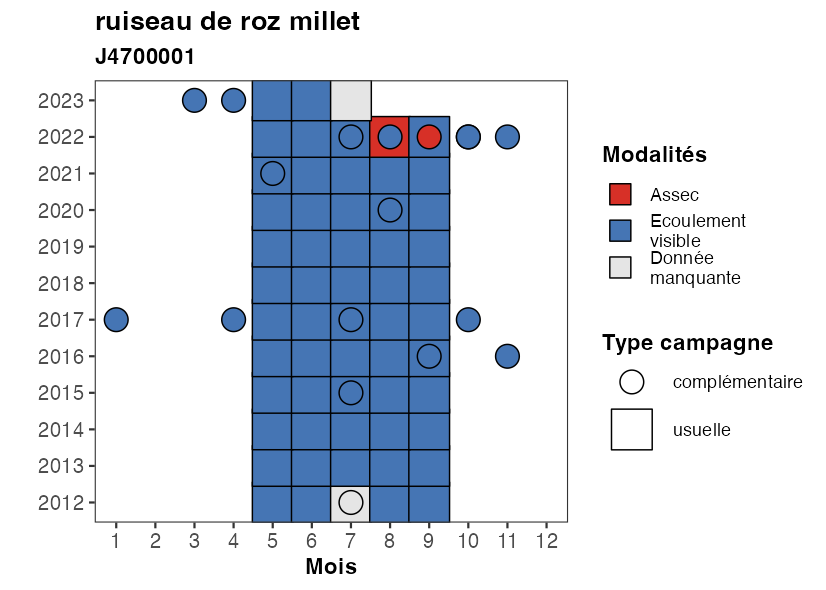 ruiseau de roz millet
J4700001
2023
2022
2021
2020
2019
2018
2017
2016
2015
2014
2013
2012
1 2 3 4 5 6 7 8 9 10 11 12
Mois
Modalités
Assec
Ecoulement
visible
Donnée
manquante
Type campagne
complémentaire
usuelle